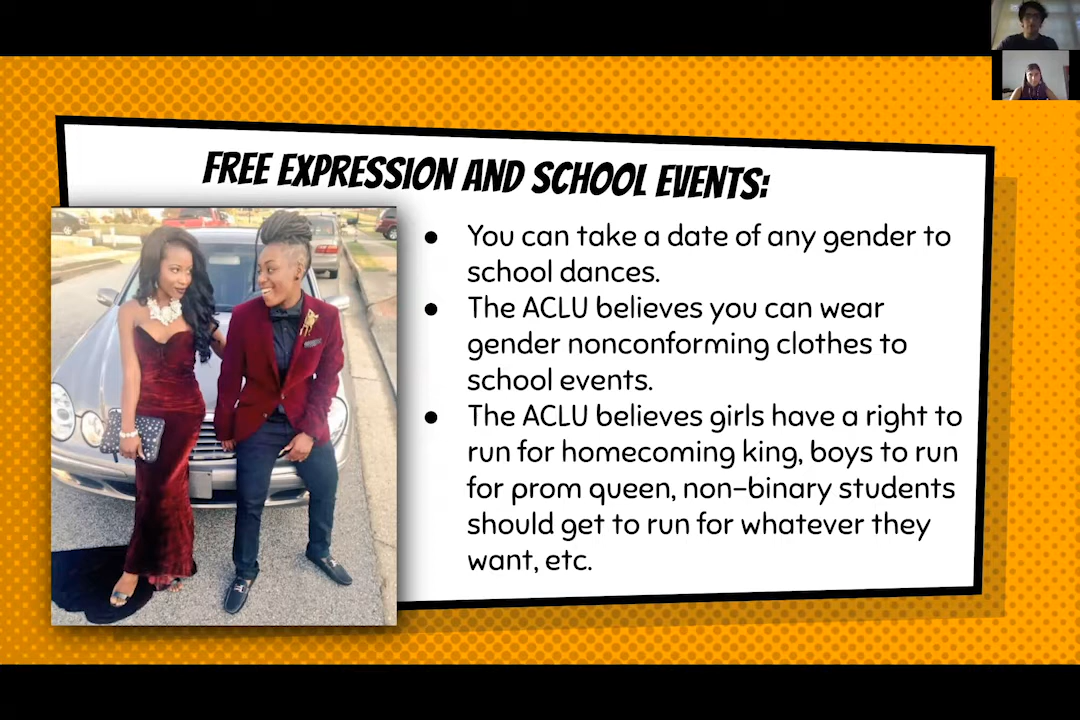 FREE EXPRESSION AND SCHOOL EVENTS:
● You can take a date of any gender to
school dances.
● The ACLU believes you can wear
gender nonconforming clothes to
school events.
● The ACLU believes girls have a right to
run for homecoming king, boys to run
for prom queen, non-binary students
should get to run for whatever they
want, etc.